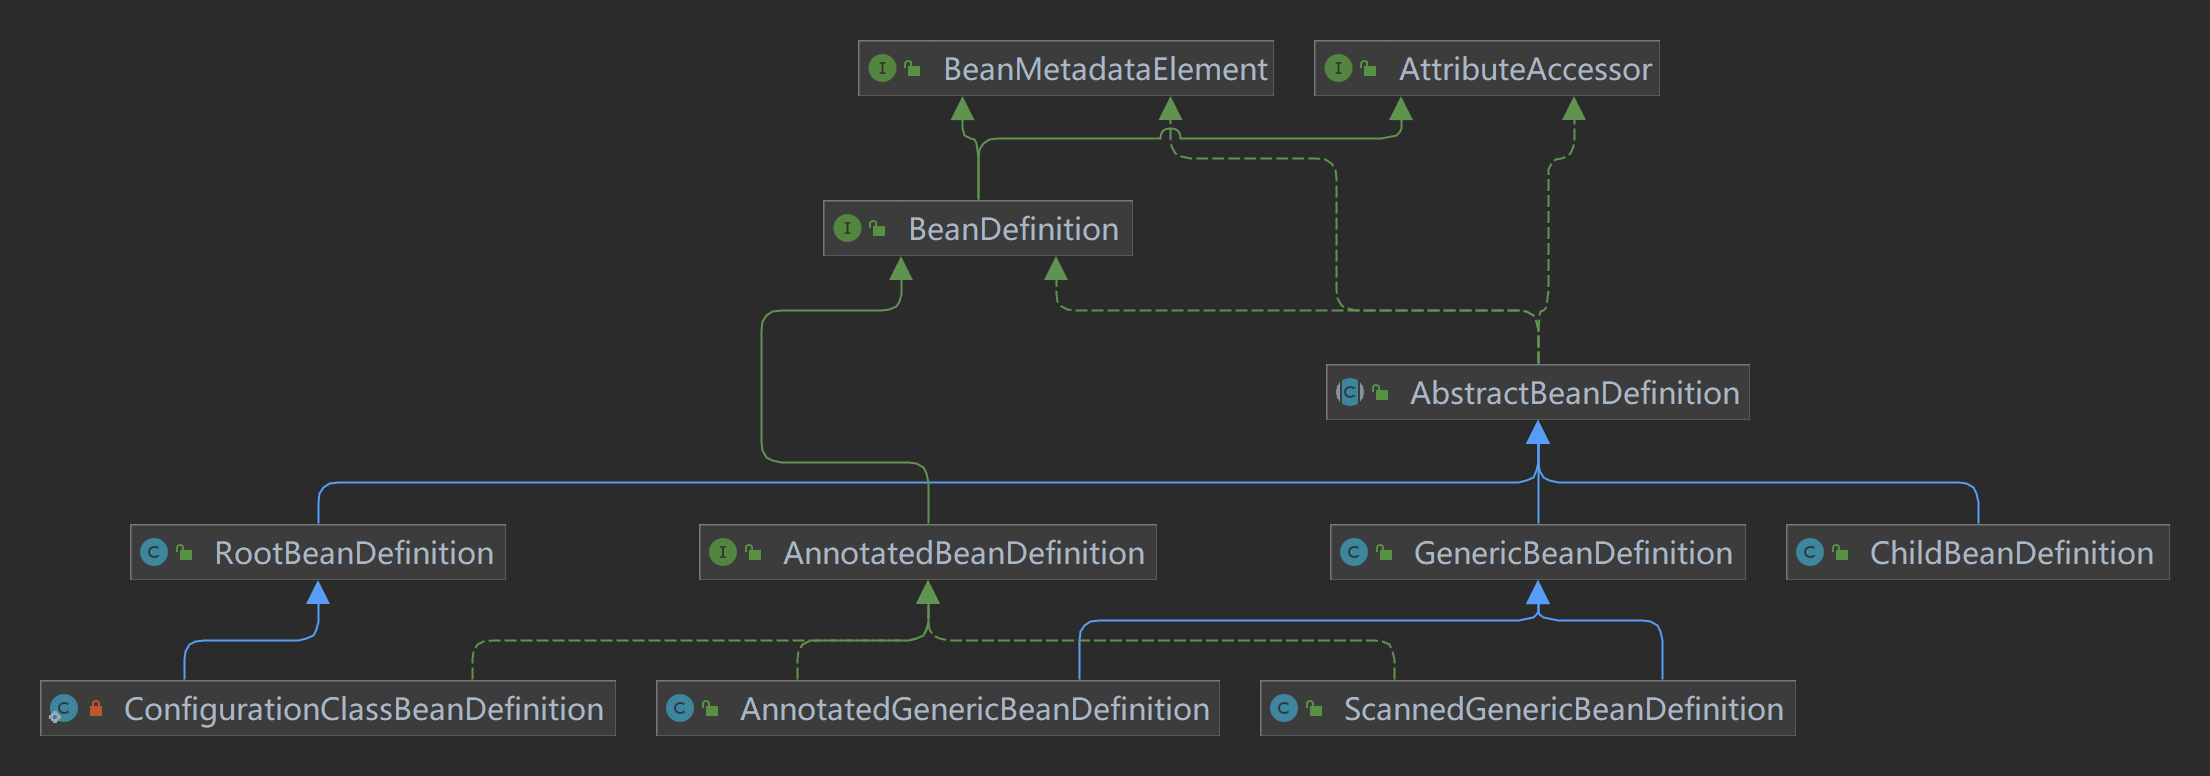 I BeanMetadataElement
I AttributeAccessor
I BeanDefinition
C AbstractBeanDefinition
C RootBeanDefinition
I AnnotatedBeanDefinition
C GenericBeanDefinition
C ChildBeanDefinition
C ConfigurationClassBeanDefinition
C AnnotatedGenericBeanDefinition
C ScannedGenericBeanDefinition